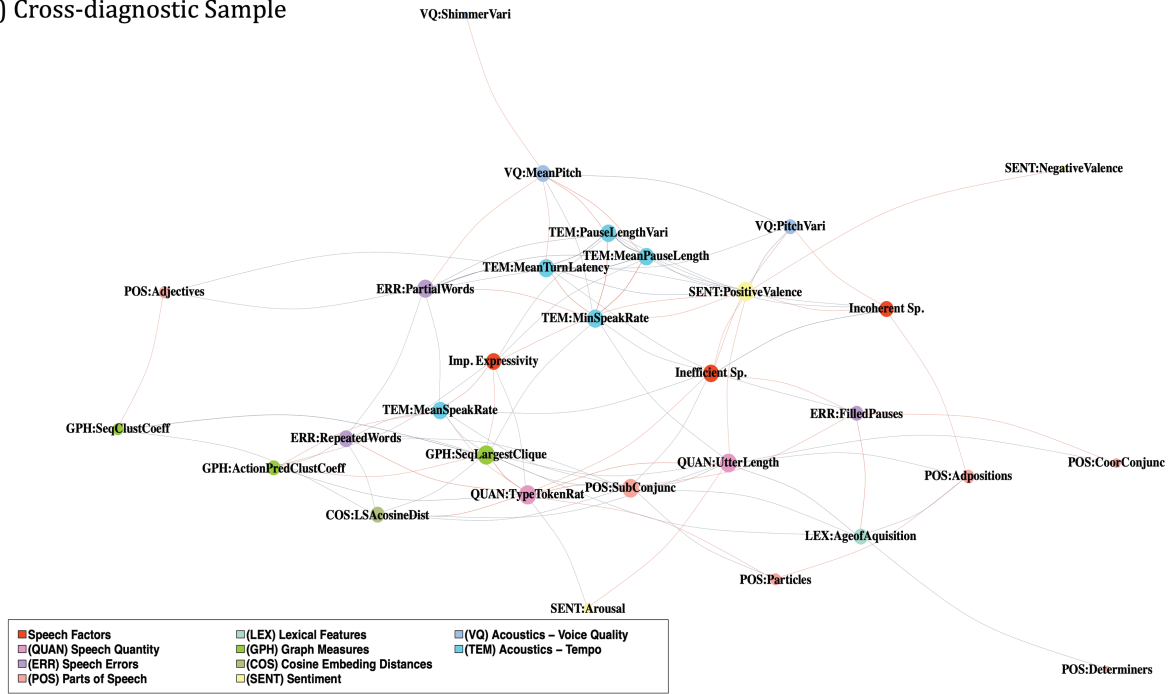 ) Cross-diagnostic Sample
VQ:ShimmerVari
SENT:NegativeValence
VQ:MeanPitch
VQ:PitchVari
TEM:PauseLengthVari
TEM:MeanPauseLength
TEM:MeanTurnLatency
POS:Adjectives
ERR:PartialWords
SENT:PositiveValence
Incoherent Sp.
TEM:MinSpeakRate
Imp. Expressivity
Inefficient Sp.
TEM:MeanSpeakRate
ERR:FilledPauses
GPH:SeqClustCoeff
ERR:RepeatedWords
GPH:SeqLargestClique
GPH:ActionPredClustCoeff
QUAN:UtterLength
POS:CoorConjunc
POS:Adpositions
POS:SubConjunc
QUAN:TypeTokenRat
COS:LSAcosineDist
LEX:AgeofAquisition
POS:Particles
SENT:Arousal
POS:Determiners
Speech Factors
(QUAN) Speech Quantity
(ERR) Speech Errors
(POS) Parts of Speech
(LEX) Lexical Features
(GPH) Graph Measures
(COS) Cosine Embeding Distances
(SENT) Sentiment
(VQ) Acoustics – Voice Quality
(TEM) Acoustics – Tempo